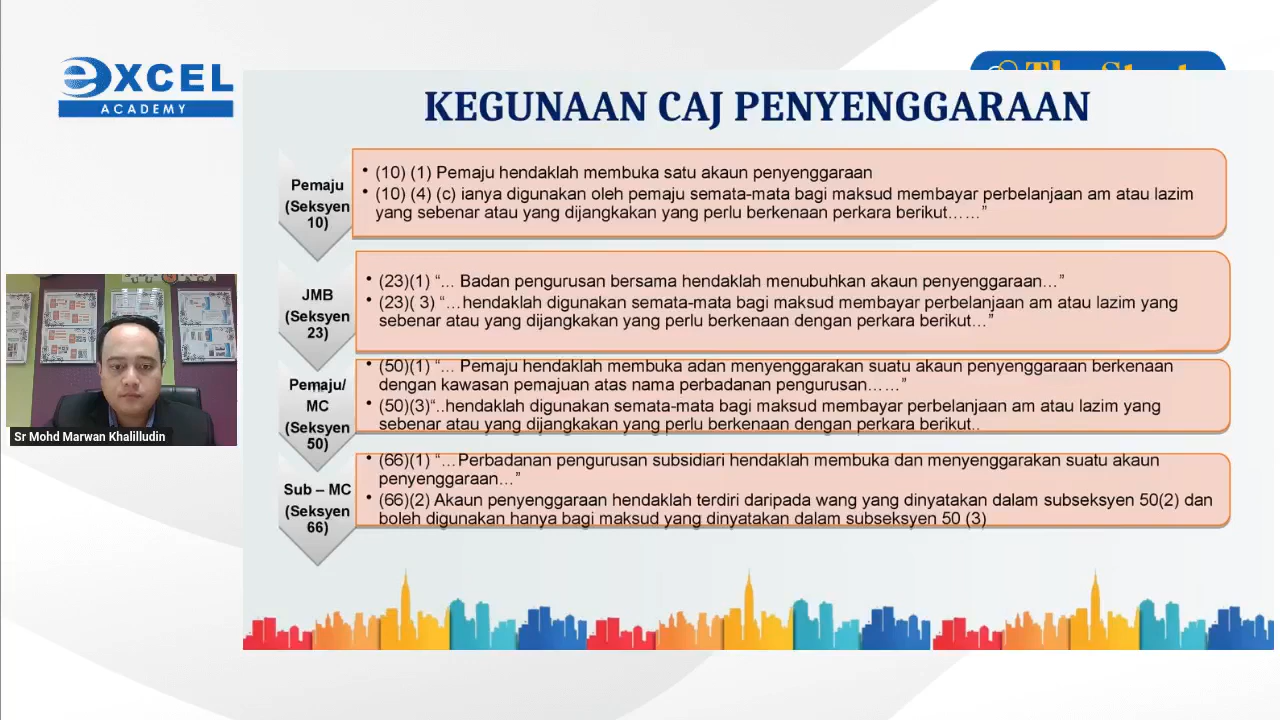 eXCEL
ACADEMY
KEGUNAAN CAJ PENYENGGARAAN
Pemaju
(Seksyen
10)
• (10) (1) Pemaju hendaklah membuka satu akaun penyenggaraan
• (10) (4) (c) ianya digunakan oleh pemaju semata-mata bagi maksud membayar perbelanjaan am atau lazim
yang sebenar atau yang dijangkakan yang perlu berkenaan perkara berikut……”
JMB
(Seksyen
23)
• (23)(1) “... Badan pengurusan bersama hendaklah menubuhkan akaun penyenggaraan…”
• (23)( 3) “…hendaklah digunakan semata-mata bagi maksud membayar perbelanjaan am atau lazim yang
sebenar atau yang dijangkakan yang perlu berkenaan dengan perkara berikut…”
Pemaju/
MC
(Seksyen
50)
• (50)(1) “... Pemaju hendaklah membuka adan menyenggarakan suatu akaun penyenggaraan berkenaan
dengan kawasan pemajuan atas nama perbadanan pengurusan……”
• (50)(3)“..hendaklah digunakan semata-mata bagi maksud membayar perbelanjaan am atau lazim yang
sebenar atau yang dijangkakan yang perlu berkenaan dengan perkara berikut..
Sub – MC
(Seksyen
66)
• (66)(1) “…Perbadanan pengurusan subsidiari hendaklah membuka dan menyenggarakan suatu akaun
penyenggaraan…”
• (66)(2) Akaun penyenggaraan hendaklah terdiri daripada wang yang dinyatakan dalam subseksyen 50(2) dan
boleh digunakan hanya bagi maksud yang dinyatakan dalam subseksyen 50 (3)
Sr Mohd Marwan Khalilludin